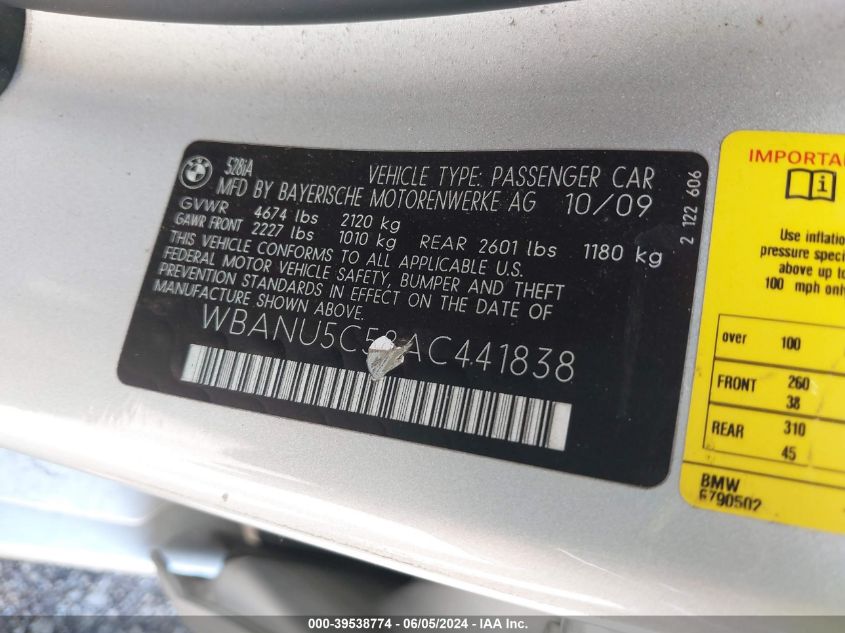 BMW
528iA
VEHICLE TYPE: PASSENGER CAR
MFD BY BAYERISCHE MOTORENWERKE AG 10/09
GVWR 4674 lbs 2120 kg
GAWR FRONT 2227 lbs 1010 kg REAR 2601 lbs 1180 kg
THIS VEHICLE CONFORMS TO ALL APPLICABLE U.S.
FEDERAL MOTOR VEHICLE SAFETY, BUMPER AND THEFT
PREVENTION STANDARDS IN EFFECT ON THE DATE OF
MANUFACTURE SHOWN ABOVE.
WBANU5C58AC441838
2 122 606
IMPORTA
i
Use inflatio
pressure speci
above up to
100 mph only
over 100
FRONT 260
38
REAR 310
45
BMW
6790502
000-39538774 - 06/05/2024 - IAA Inc.